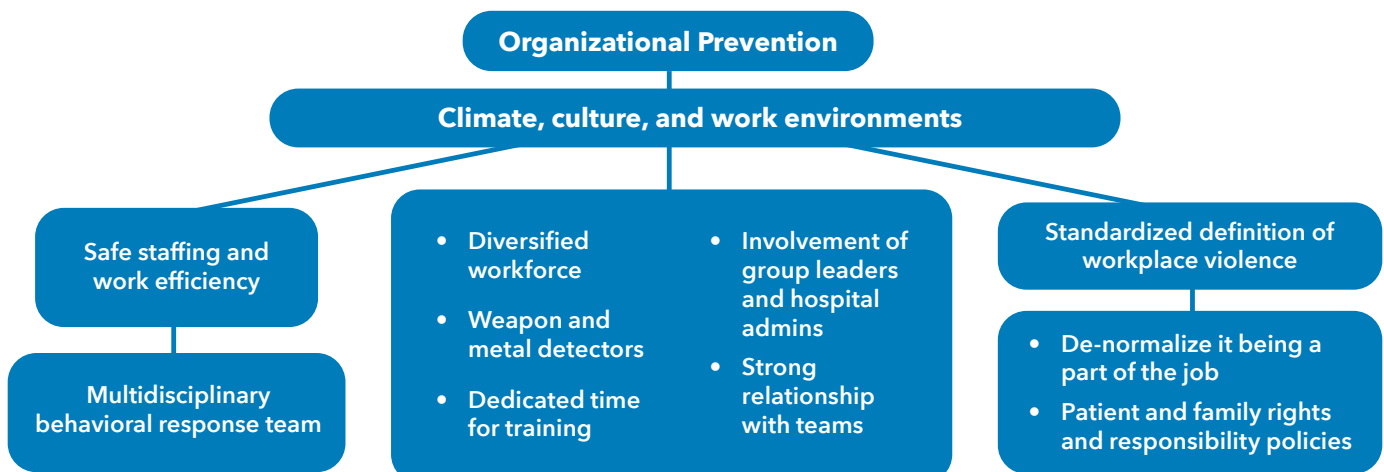 Organizational Prevention
Climate, culture, and work environments
Safe staffing and
work efficiency
Multidisciplinary
behavioral response team
• Diversified
workforce
• Weapon and
metal detectors
• Dedicated time
for training
• Involvement of
group leaders
and hospital
admins
• Strong
relationship
with teams
Standardized definition of
workplace violence
• De-normalize it being a
part of the job
• Patient and family rights
and responsibility policies